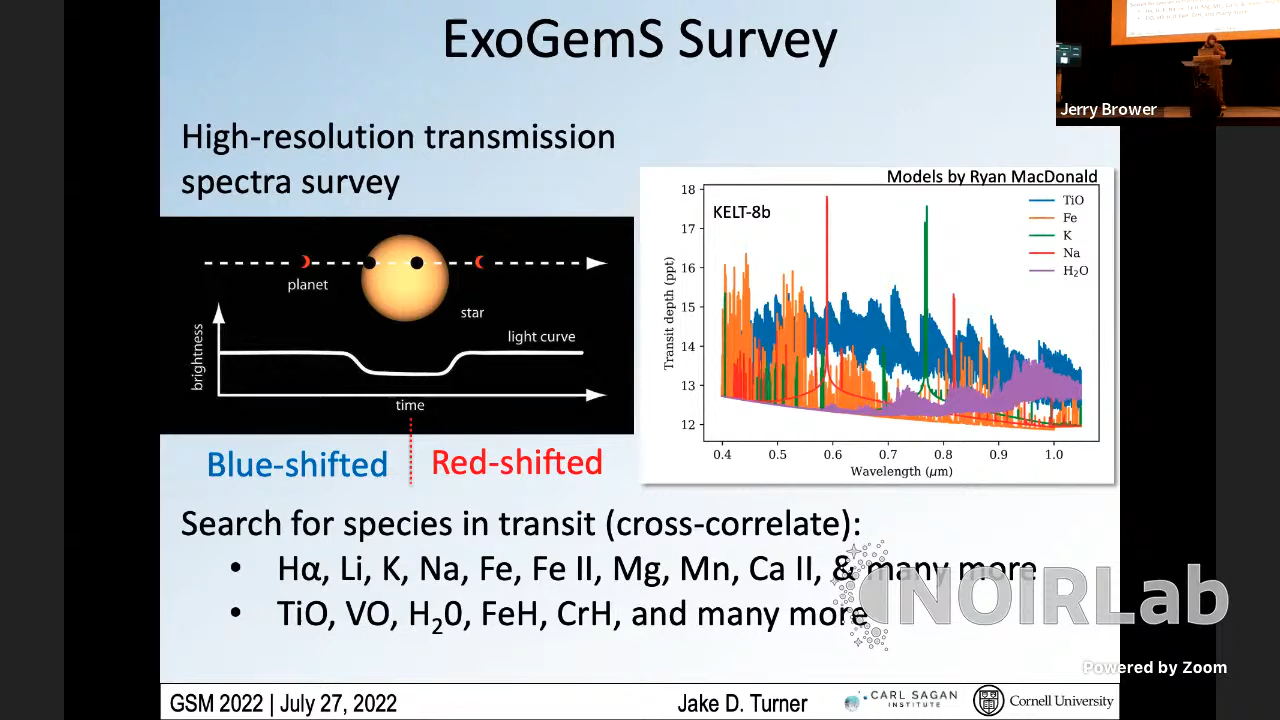 ExoGemS Survey
Jerry Brower
High-resolution transmission
spectra survey
planet
star
light curve
brightness
time
Blue-shifted
Red-shifted
Models by Ryan MacDonald
KELT-8b
TiO
Fe
K
Na
H₂O
18
17
16
15
14
13
12
Transit depth (ppt)
0.4 0.5 0.6 0.7 0.8 0.9 1.0
Wavelength (μm)
Search for species in transit (cross-correlate):
• Hα, Li, K, Na, Fe, Fe II, Mg, Mn, Ca II, & many more
• TiO, VO, H₂0, FeH, CrH, and many more
NOIRLab
Powered by Zoom
GSM 2022 | July 27, 2022
Jake D. Turner
CARL SAGAN
INSTITUTE
Cornell University